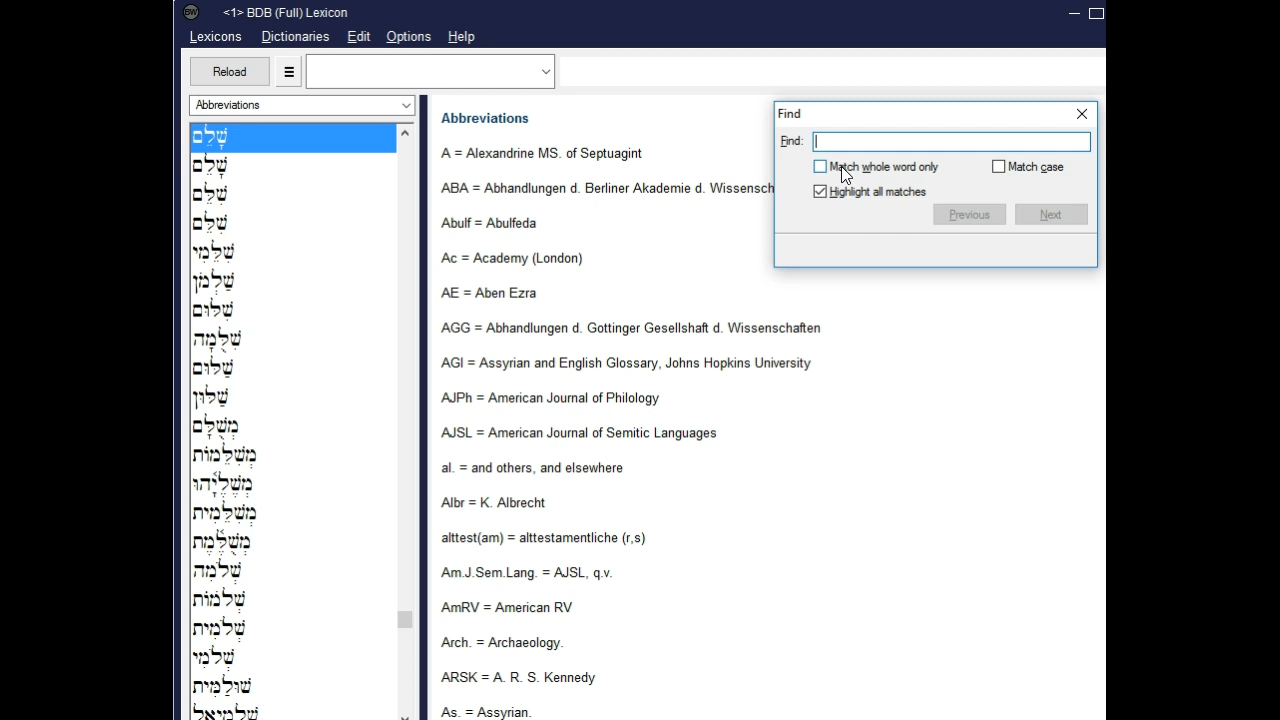 <1> BDB (Full) Lexicon
Lexicons Dictionaries Edit Options Help
Reload
Abbreviations
שָׁלֵם
שָׁלֵם
שִׁלֵּם
שִׁלֵּם
שִׁלֵּמִי
שַׁלְמֹן
שִׁלּוּם
שִׁלֻּמָה
שַׁלּוּם
שַׁלּוּן
מְשֻׁלָּם
מְשִׁלֵּמוֹת
מְשֶׁלֶמְיָהוּ
מְשִׁלֵּמִית
מְשֻׁלֶּמֶת
שְׁלֹמֹה
שְׁלֹמוֹת
שְׁלֹמִית
שְׁלֹמִי
שׁוּלַמִּית
שְׁלֻמִיאֵל
Abbreviations
A = Alexandrine MS. of Septuagint
ABA = Abhandlungen d. Berliner Akademie d. Wissensch
Abulf = Abulfeda
Ac = Academy (London)
AE = Aben Ezra
AGG = Abhandlungen d. Gottinger Gesellshaft d. Wissenschaften
AGl = Assyrian and English Glossary, Johns Hopkins University
AJPh = American Journal of Philology
AJSL = American Journal of Semitic Languages
al. = and others, and elsewhere
Albr = K. Albrecht
alttest(am) = alttestamentliche (r,s)
Am.J.Sem.Lang. = AJSL, q.v.
AmRV = American RV
Arch. = Archaeology.
ARSK = A. R. S. Kennedy
As. = Assyrian.
Find
Find:
Match whole word only Match case
Highlight all matches
Previous Next